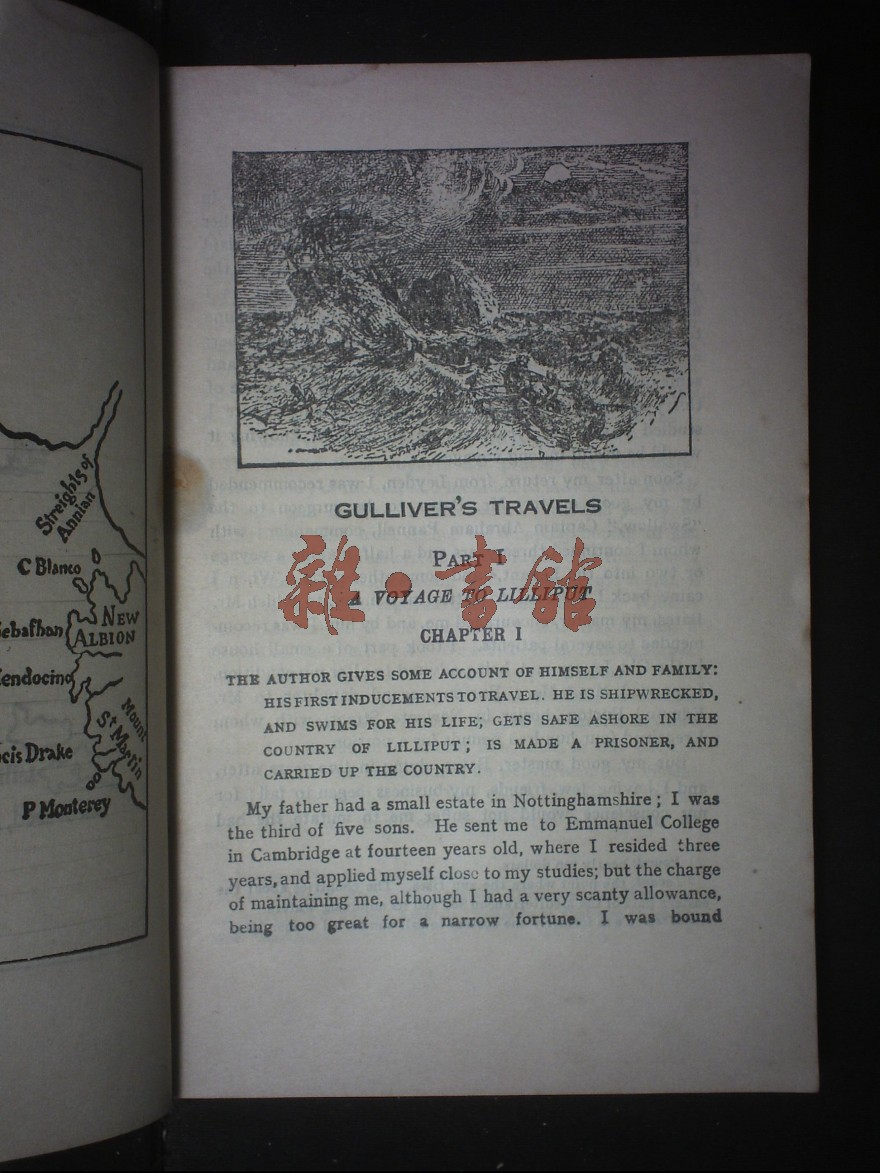 Streights of
Annian
C Blanco
NEW
ALBION
Mount
St Martin
P Monterey
GULLIVER'S TRAVELS
PART I
A VOYAGE TO LILLIPUT
雜·書館
CHAPTER I
THE AUTHOR GIVES SOME ACCOUNT OF HIMSELF AND FAMILY:
HIS FIRST INDUCEMENTS TO TRAVEL. HE IS SHIPWRECKED,
AND SWIMS FOR HIS LIFE; GETS SAFE ASHORE IN THE
COUNTRY OF LILLIPUT; IS MADE A PRISONER, AND
CARRIED UP THE COUNTRY.
My father had a small estate in Nottinghamshire; I was
the third of five sons. He sent me to Emmanuel College
in Cambridge at fourteen years old, where I resided three
years, and applied myself close to my studies; but the charge
of maintaining me, although I had a very scanty allowance,
being too great for a narrow fortune. I was bound